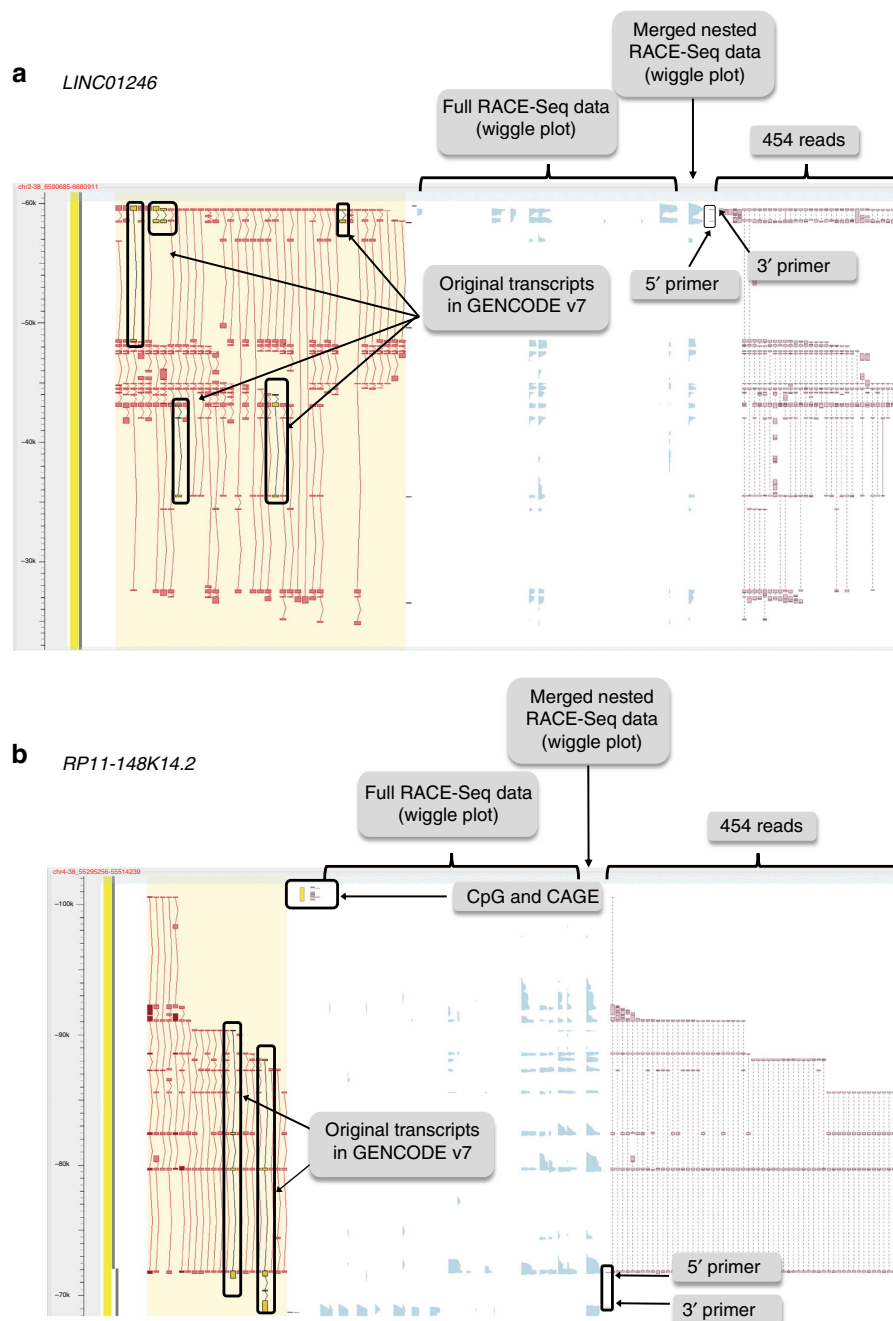 a
LINC01246
Merged nested
RACE-Seq data
(wiggle plot)
Full RACE-Seq data
(wiggle plot)
454 reads
chr2-38_6590685-6680911
–60k
5′ primer
3′ primer
Original transcripts
in GENCODE v7
–50k
–40k
–30k
b
RP11-148K14.2
Merged nested
RACE-Seq data
(wiggle plot)
Full RACE-Seq data
(wiggle plot)
454 reads
chr4-38_55295256-55514239
–100k
CpG and CAGE
–90k
Original transcripts
in GENCODE v7
–80k
–70k
5′ primer
3′ primer